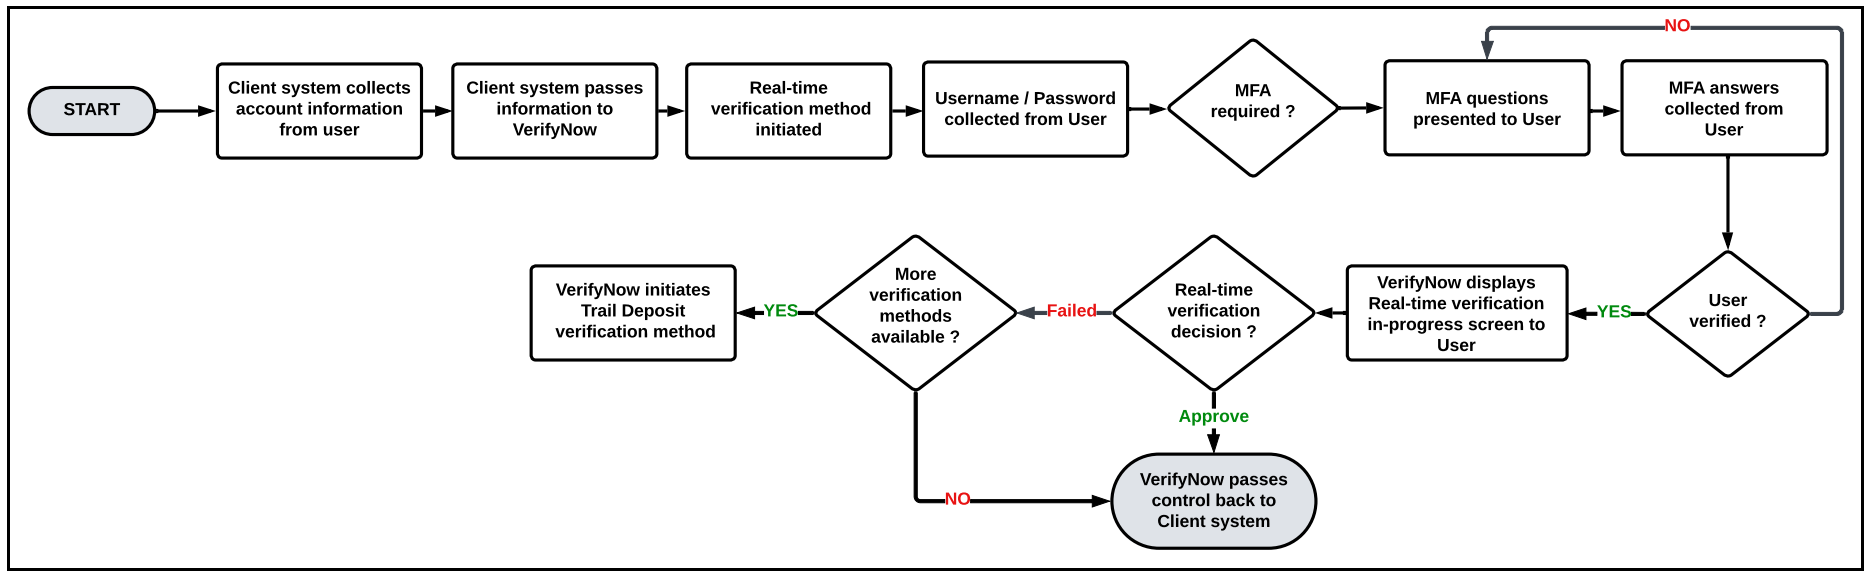 START
Client system collects
account information
from user
Client system passes
information to
VerifyNow
Real-time
verification method
initiated
Username / Password
collected from User
MFA
required ?
MFA questions
presented to User
MFA answers
collected from
User
NO
User
verified ?
YES
VerifyNow displays
Real-time verification
in-progress screen to
User
Real-time
verification
decision ?
Failed
More
verification
methods
available ?
YES
VerifyNow initiates
Trail Deposit
verification method
Approve
NO
VerifyNow passes
control back to
Client system